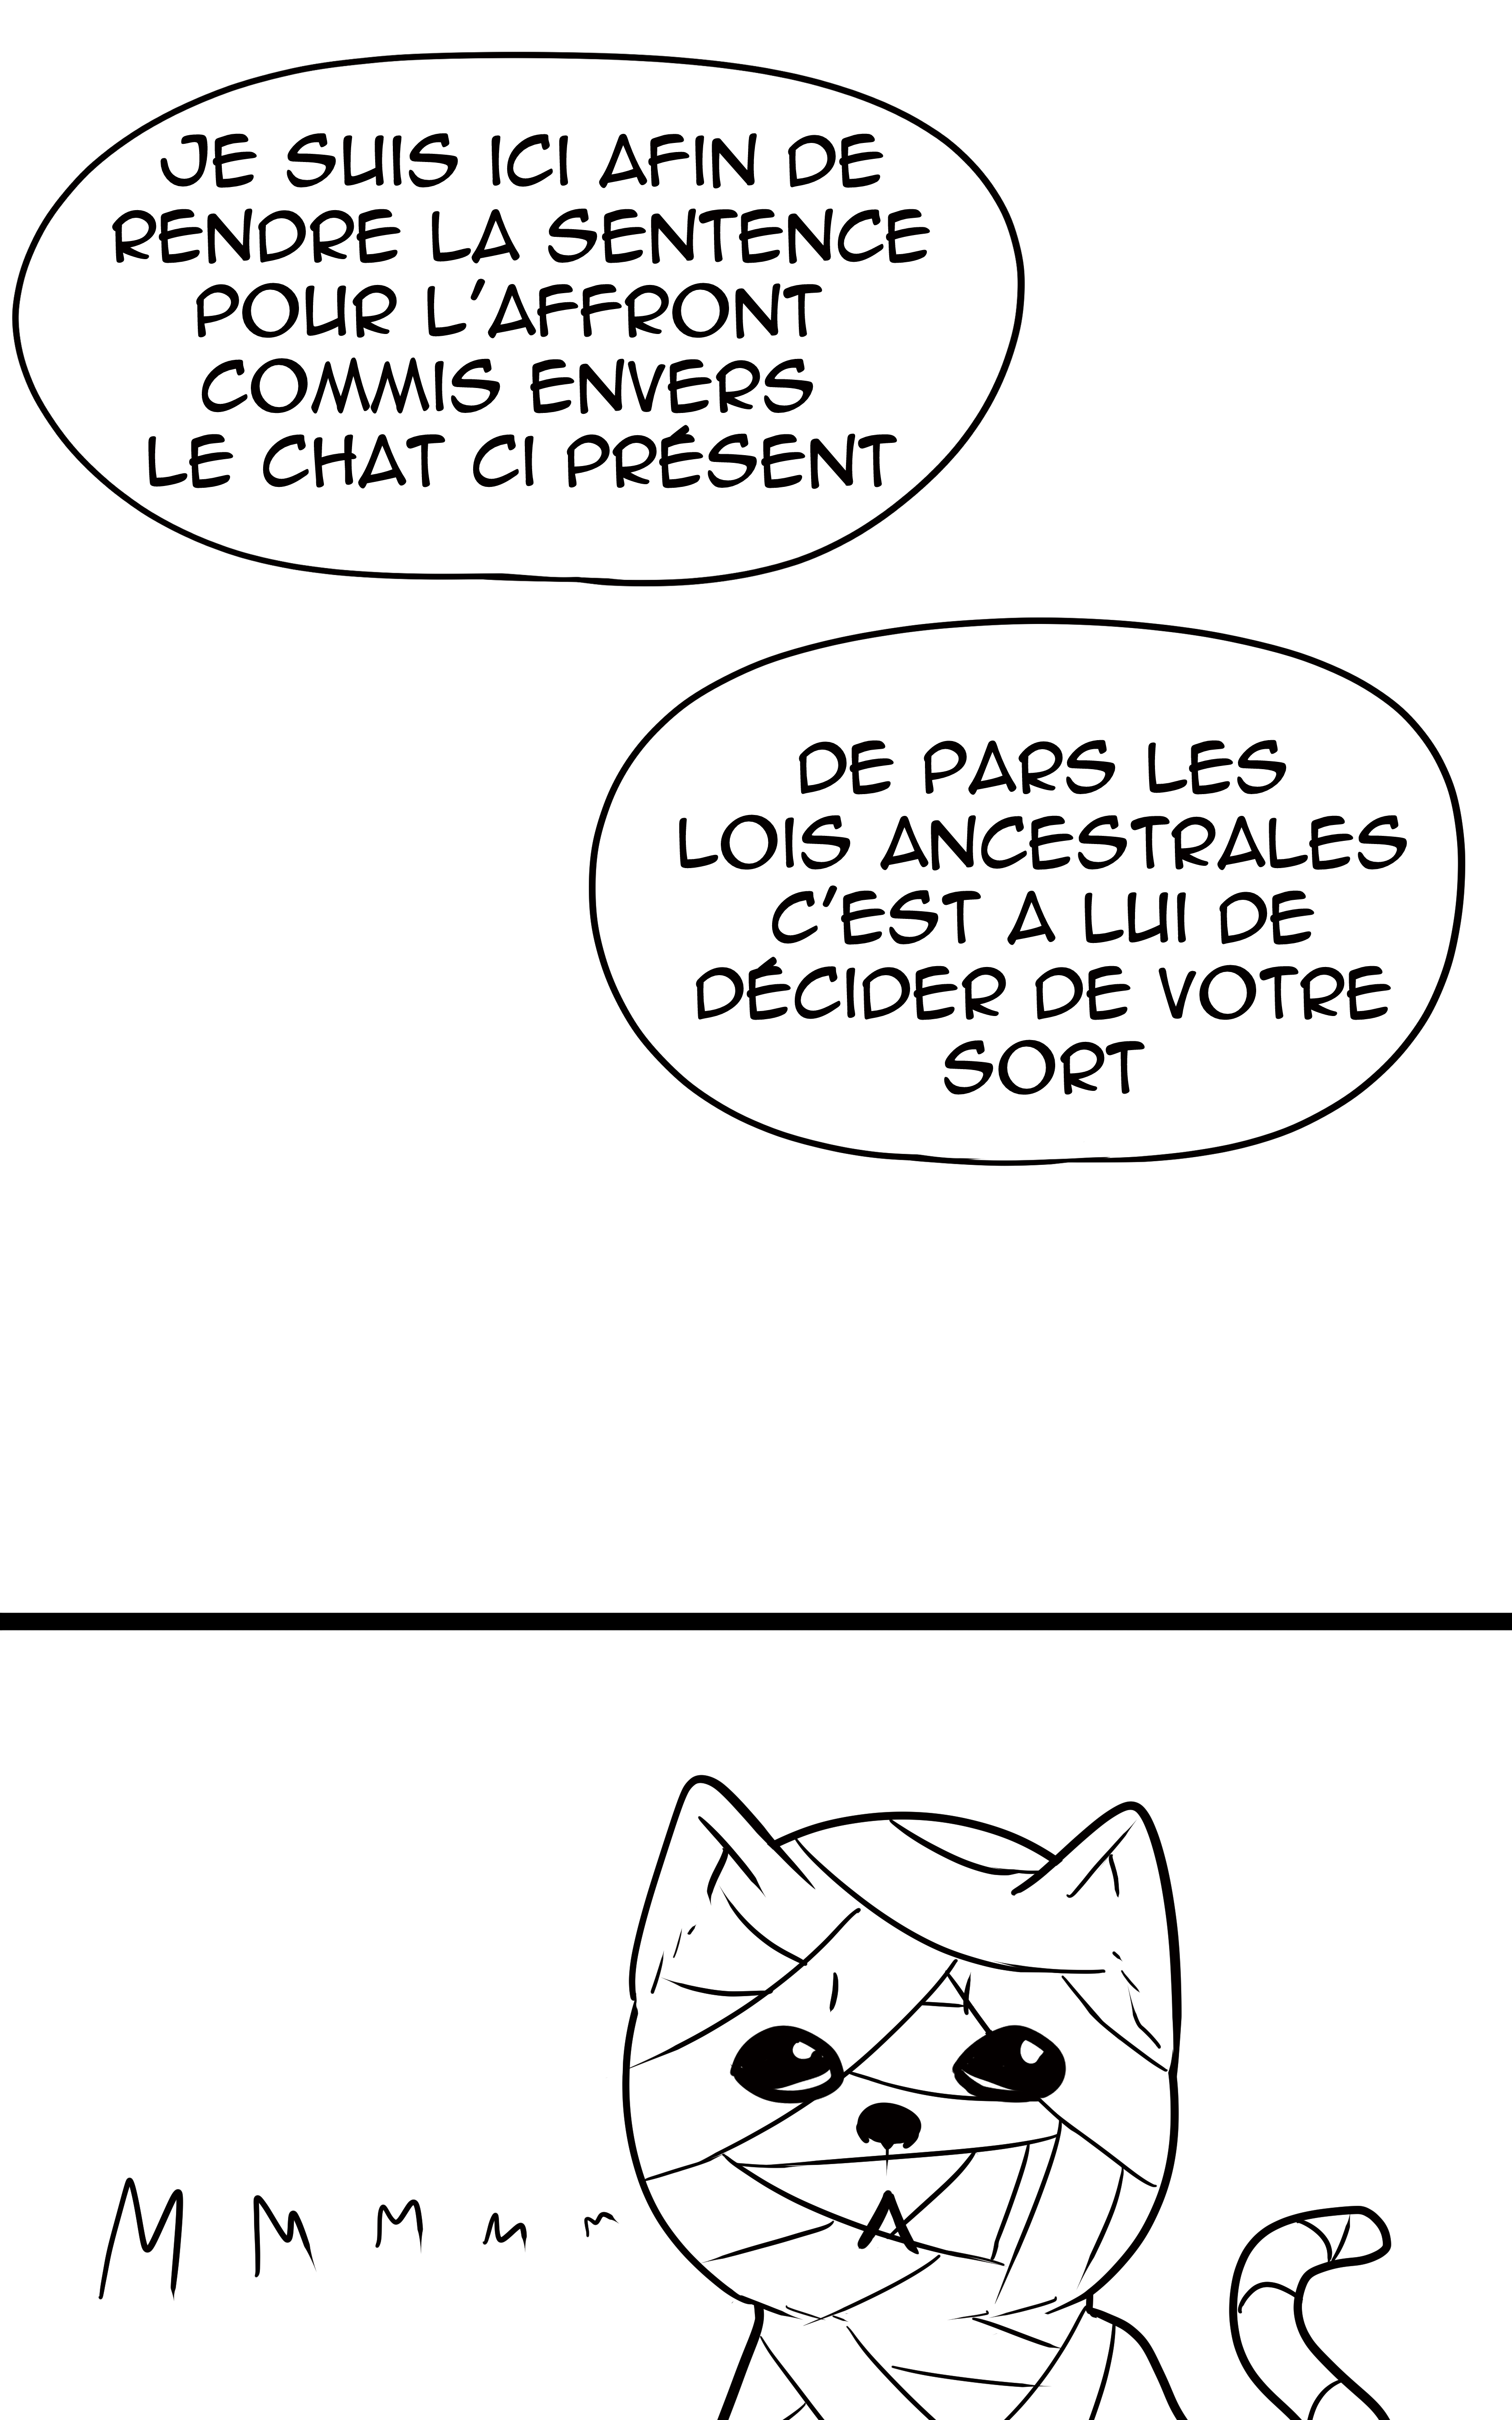 JE SUIS ICI AFIN DE
RENDRE LA SENTENCE
POUR L'AFFRONT
COMMIS ENVERS
LE CHAT CI PRÉSENT
DE PARS LES
LOIS ANCESTRALES
C'EST A LUI DE
DÉCIDER DE VOTRE
SORT
M M m m m